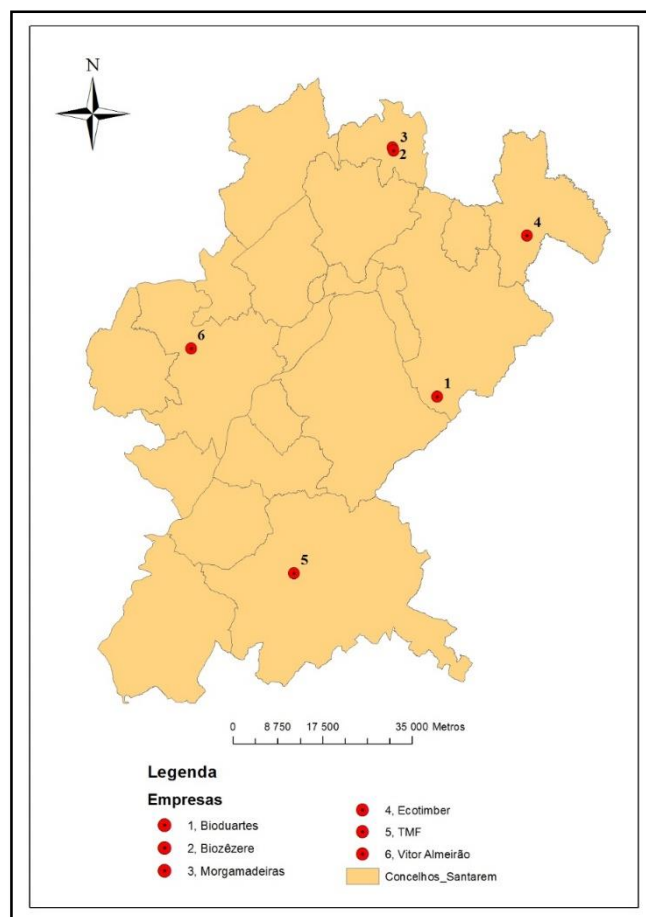 N
3
2
4
6
1
5
0 8 750 17 500 35 000 Metros
Legenda
Empresas
1, Bioduartes
2, Biozêzere
3, Morgamadeiras
4, Ecotimber
5, TMF
6, Vitor Almeirão
Concelhos_Santarem